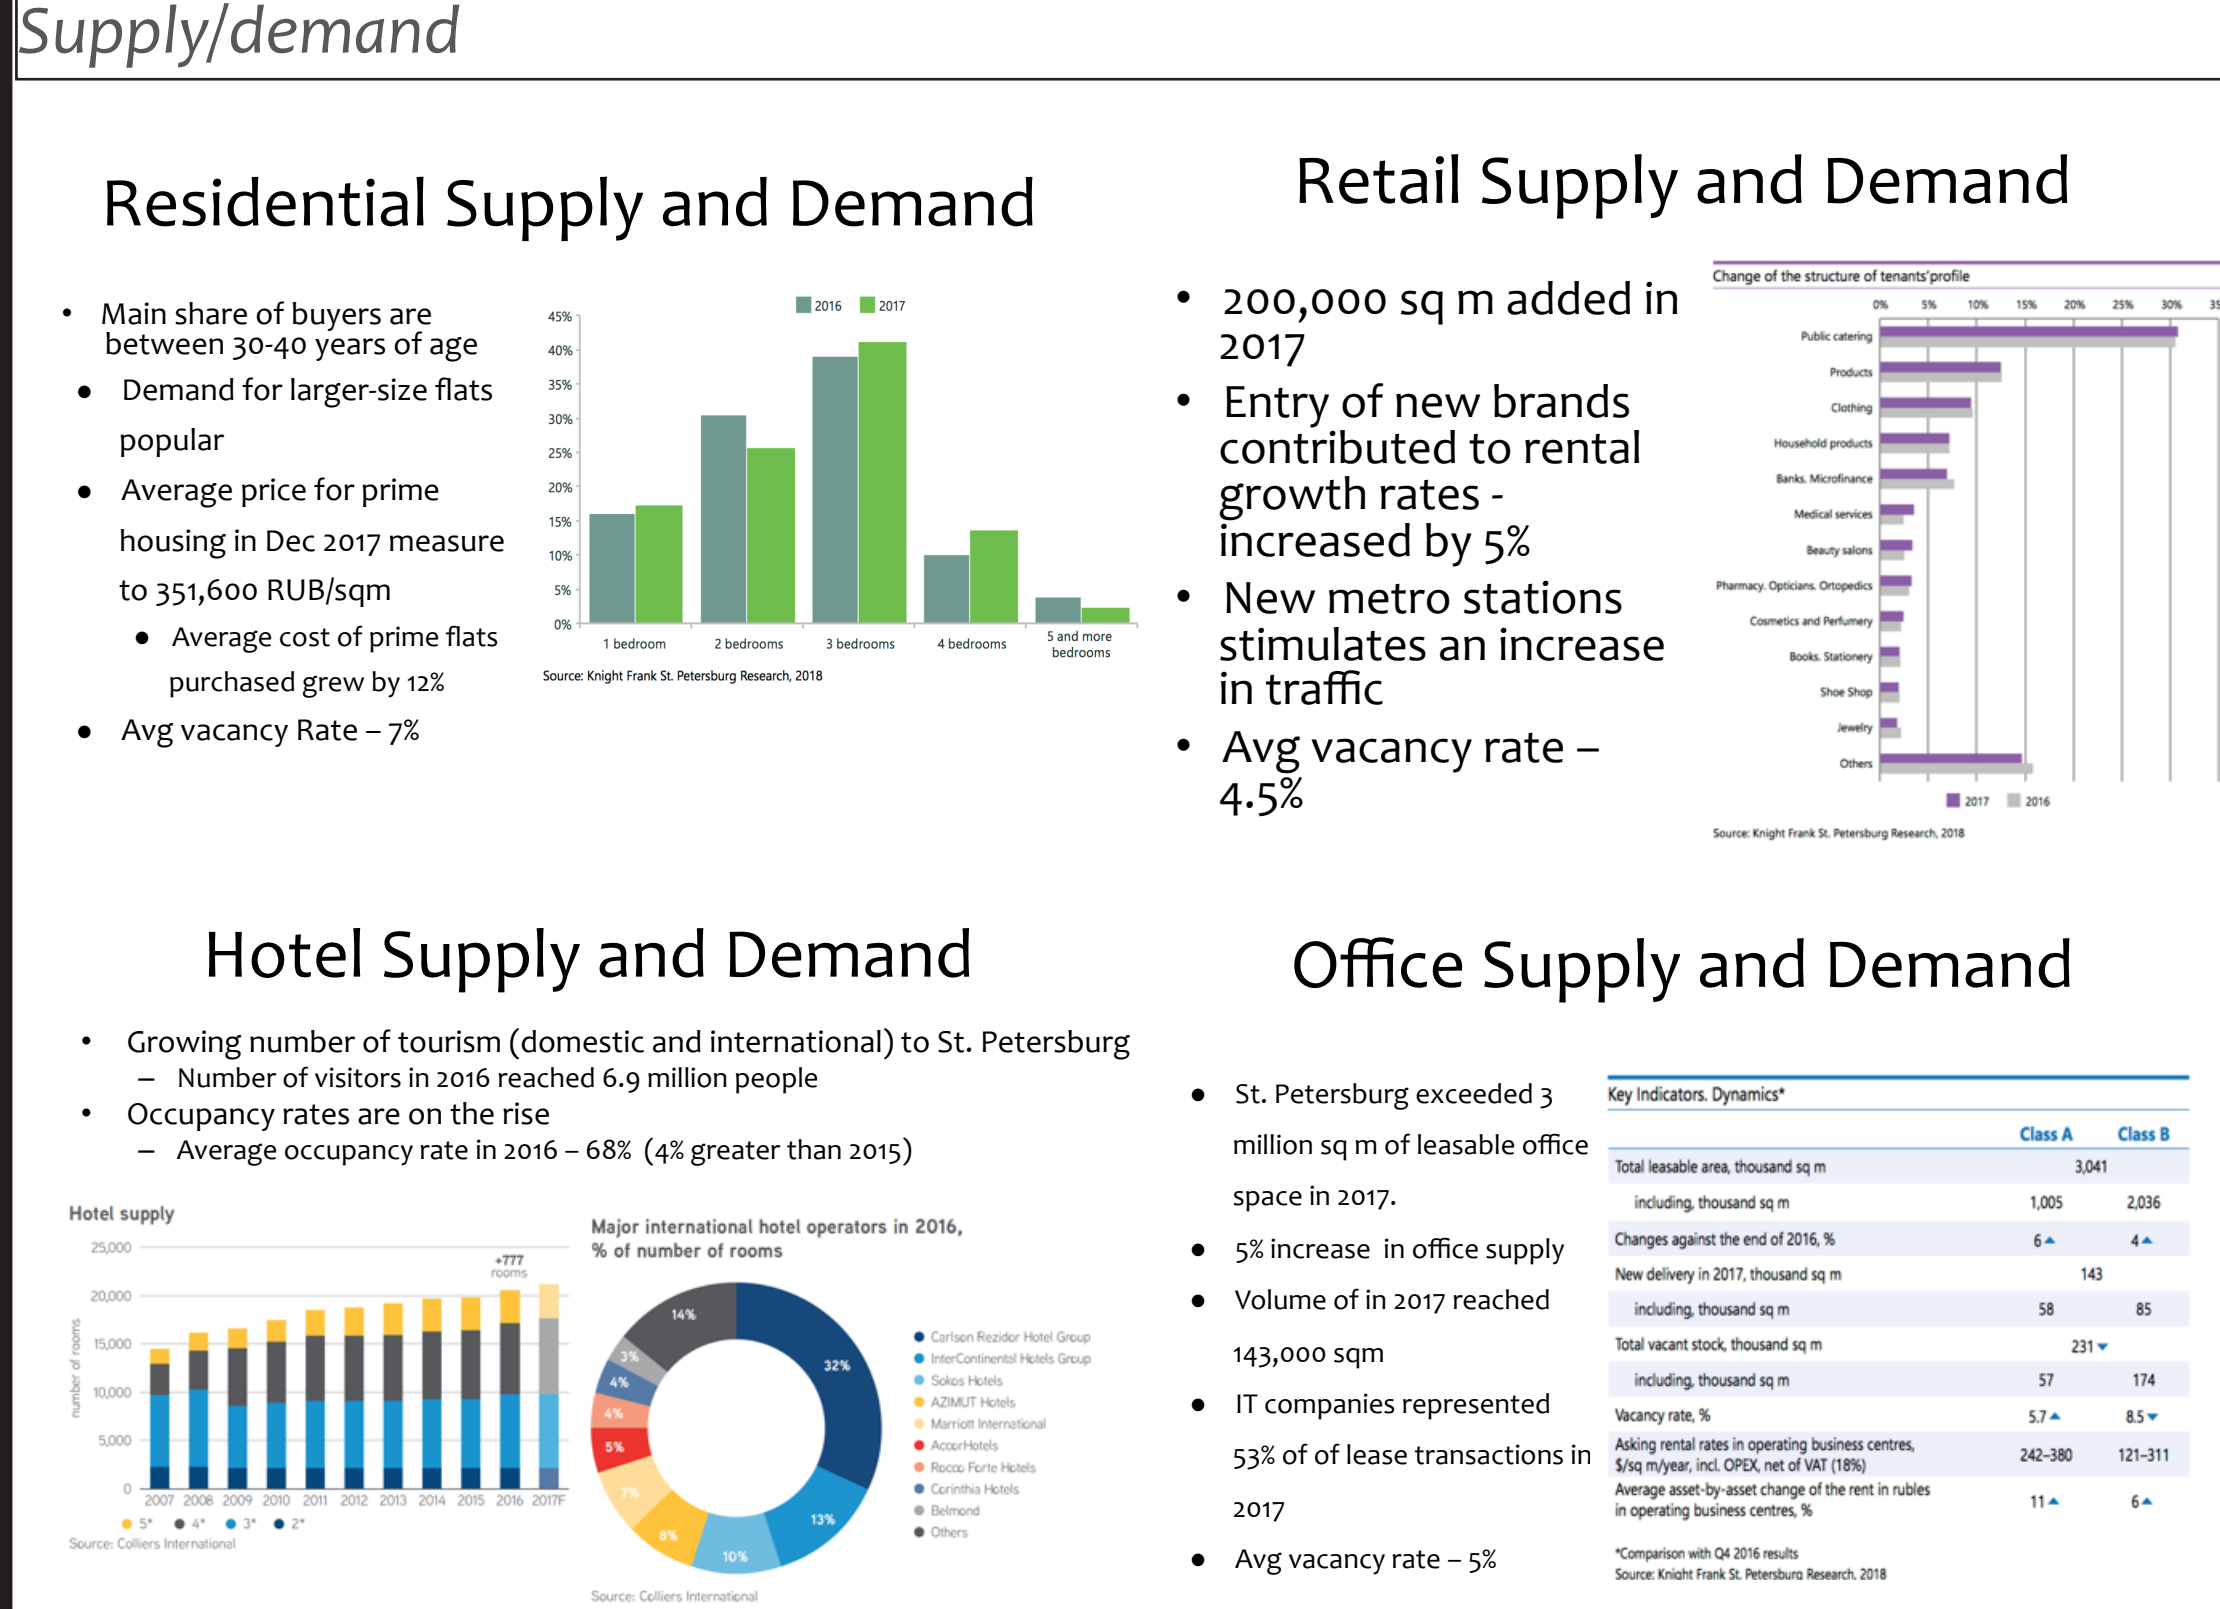 Supply/demand
Residential Supply and Demand
• Main share of buyers are
between 30-40 years of age
● Demand for larger-size flats
popular
● Average price for prime
housing in Dec 2017 measure
to 351,600 RUB/sqm
● Average cost of prime flats
purchased grew by 12%
● Avg vacancy Rate – 7%
2016 2017
45%
40%
35%
30%
25%
20%
15%
10%
5%
0%
1 bedroom 2 bedrooms 3 bedrooms 4 bedrooms 5 and more
bedrooms
Source: Knight Frank St. Petersburg Research, 2018
Retail Supply and Demand
• 200,000 sq m added in
2017
• Entry of new brands
contributed to rental
growth rates -
increased by 5%
• New metro stations
stimulates an increase
in traffic
• Avg vacancy rate –
4.5%
Change of the structure of tenants'profile
0% 5% 10% 15% 20% 25% 30% 35
Public catering
Products
Clothing
Household products
Banks. Microfinance
Medical services
Beauty salons
Pharmacy. Opticians. Ortopedics
Cosmetics and Perfumery
Books. Stationery
Shoe Shop
Jewelry
Others
2017 2016
Source: Knight Frank St. Petersburg Research, 2018
Hotel Supply and Demand
• Growing number of tourism (domestic and international) to St. Petersburg
– Number of visitors in 2016 reached 6.9 million people
• Occupancy rates are on the rise
– Average occupancy rate in 2016 – 68% (4% greater than 2015)
Hotel supply
25,000
20,000
15,000
10,000
5,000
0
number of rooms
+777
rooms
2007 2008 2009 2010 2011 2012 2013 2014 2015 2016 2017F
5* 4* 3* 2*
Source: Colliers International
Major international hotel operators in 2016,
% of number of rooms
32%
13%
10%
8%
7%
5%
4%
4%
3%
14%
Carlson Rezidor Hotel Group
InterContinental Hotels Group
Sokos Hotels
AZIMUT Hotels
Marriott International
AccorHotels
Rocco Forte Hotels
Corinthia Hotels
Belmond
Others
Source: Colliers International
Office Supply and Demand
● St. Petersburg exceeded 3
million sq m of leasable office
space in 2017.
● 5% increase in office supply
● Volume of in 2017 reached
143,000 sqm
● IT companies represented
53% of of lease transactions in
2017
● Avg vacancy rate – 5%
Key Indicators. Dynamics*
Class A Class B
Total leasable area, thousand sq m 3,041
including, thousand sq m 1,005 2,036
Changes against the end of 2016, % 6▲ 4▲
New delivery in 2017, thousand sq m 143
including, thousand sq m 58 85
Total vacant stock, thousand sq m 231▼
including, thousand sq m 57 174
Vacancy rate, % 5.7▲ 8.5▼
Asking rental rates in operating business centres,
$/sq m/year, incl. OPEX, net of VAT (18%) 242–380 121–311
Average asset-by-asset change of the rent in rubles
in operating business centres, % 11▲ 6▲
*Comparison with Q4 2016 results
Source: Knight Frank St. Petersburg Research. 2018